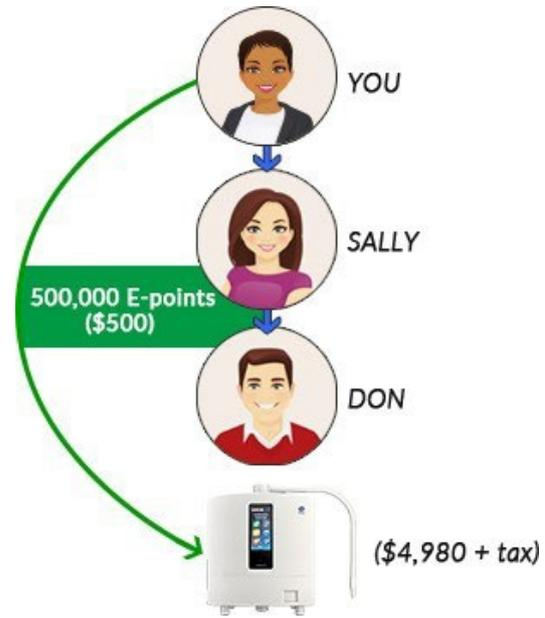 YOU
SALLY
500,000 E-points
($500)
DON
($4,980 + tax)